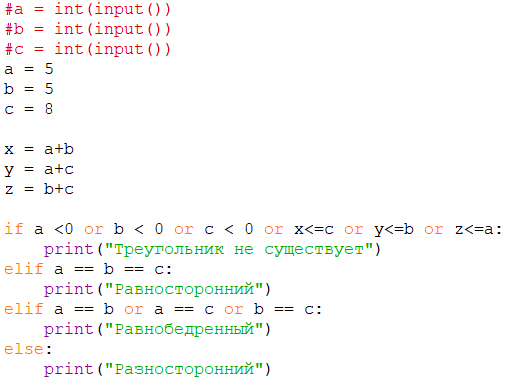 #a = int(input())
#b = int(input())
#c = int(input())
a = 5
b = 5
c = 8
x = a+b
y = a+c
z = b+c
if a <0 or b < 0 or c < 0 or x<=c or y<=b or z<=a:
print("Треугольник не существует")
elif a == b == c:
print("Равносторонний")
elif a == b or a == c or b == c:
print("Равнобедренный")
else:
print("Разносторонний")